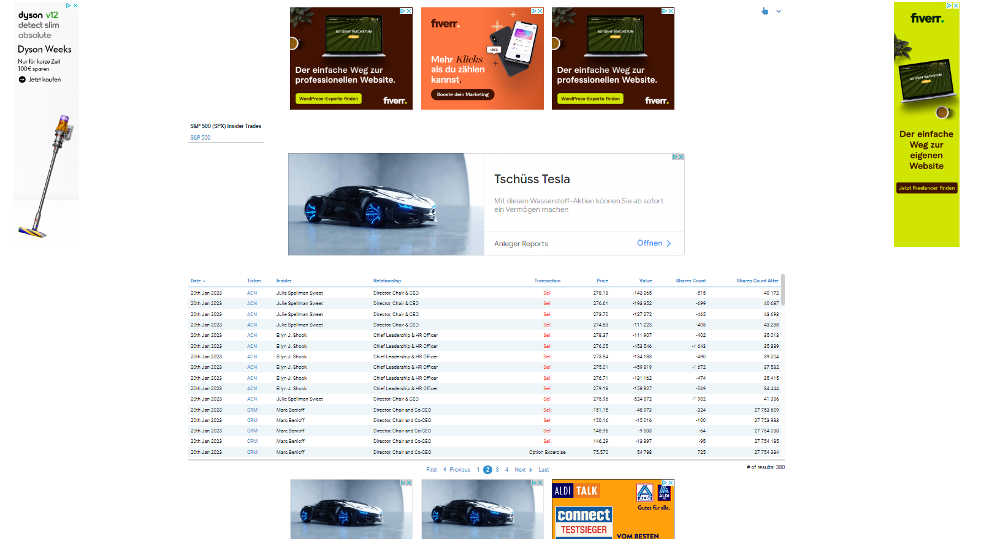 dyson v12
detect slim
absolute
Dyson Weeks
Nur für kurze Zeit
100€ sparen.
Jetzt kaufen
SO GEHT WACHSTUM
Der einfache Weg zur
professionellen Website.
WordPress-Experte finden
fiverr.
fiverr.
Mehr Klicks
als du zählen
kannst.
Booste dein Marketing
SO GEHT WACHSTUM
Der einfache Weg zur
professionellen Website.
WordPress-Experte finden
fiverr.
fiverr.
SO GEHT WACHSTUM
Der einfache
Weg zur
eigenen
Website
Jetzt Freelancer finden
S&P 500 (SPX) Insider Trades
S&P 500
Tschüss Tesla
Mit diesen Wasserstoff-Aktien können Sie ab sofort
ein Vermögen machen
Anleger Reports Öffnen
Date Ticker Insider Relationship Transaction Price Value Shares Count Shares Count After
20th Jan 2023 ACN Julie Spellman Sweet Director, Chair & CEO Sell 278.18 -143 265 -515 40 172
20th Jan 2023 ACN Julie Spellman Sweet Director, Chair & CEO Sell 276.61 -193 352 -699 40 687
20th Jan 2023 ACN Julie Spellman Sweet Director, Chair & CEO Sell 273.70 -127 272 -465 43 693
20th Jan 2023 ACN Julie Spellman Sweet Director, Chair & CEO Sell 274.63 -111 223 -405 43 288
20th Jan 2023 ACN Ellyn J. Shook Chief Leadership & HR Officer Sell 278.37 -111 907 -402 35 013
20th Jan 2023 ACN Ellyn J. Shook Chief Leadership & HR Officer Sell 276.05 -453 546 -1 643 35 889
20th Jan 2023 ACN Ellyn J. Shook Chief Leadership & HR Officer Sell 273.84 -134 183 -490 39 204
20th Jan 2023 ACN Ellyn J. Shook Chief Leadership & HR Officer Sell 275.01 -459 819 -1 672 37 532
20th Jan 2023 ACN Ellyn J. Shook Chief Leadership & HR Officer Sell 276.71 -131 162 -474 35 415
20th Jan 2023 ACN Ellyn J. Shook Chief Leadership & HR Officer Sell 279.13 -158 827 -569 34 444
20th Jan 2023 ACN Julie Spellman Sweet Director, Chair & CEO Sell 275.96 -524 872 -1 902 41 386
20th Jan 2023 CRM Marc Benioff Director, Chair and Co-CEO Sell 151.15 -48 973 -324 27 753 609
20th Jan 2023 CRM Marc Benioff Director, Chair and Co-CEO Sell 150.16 -15 016 -100 27 753 933
20th Jan 2023 CRM Marc Benioff Director, Chair and Co-CEO Sell 148.96 -9 533 -64 27 754 033
20th Jan 2023 CRM Marc Benioff Director, Chair and Co-CEO Sell 146.29 -13 897 -95 27 754 185
20th Jan 2023 CRM Marc Benioff Director, Chair and Co-CEO Option Excercise 75.570 54 788 725 27 754 334
First Previous 1 2 3 4 Next Last
# of results: 380
ALDI TALK
ALDI
ALDI
Gutes für alle.
connect
TESTSIEGER
VOM BESTEN